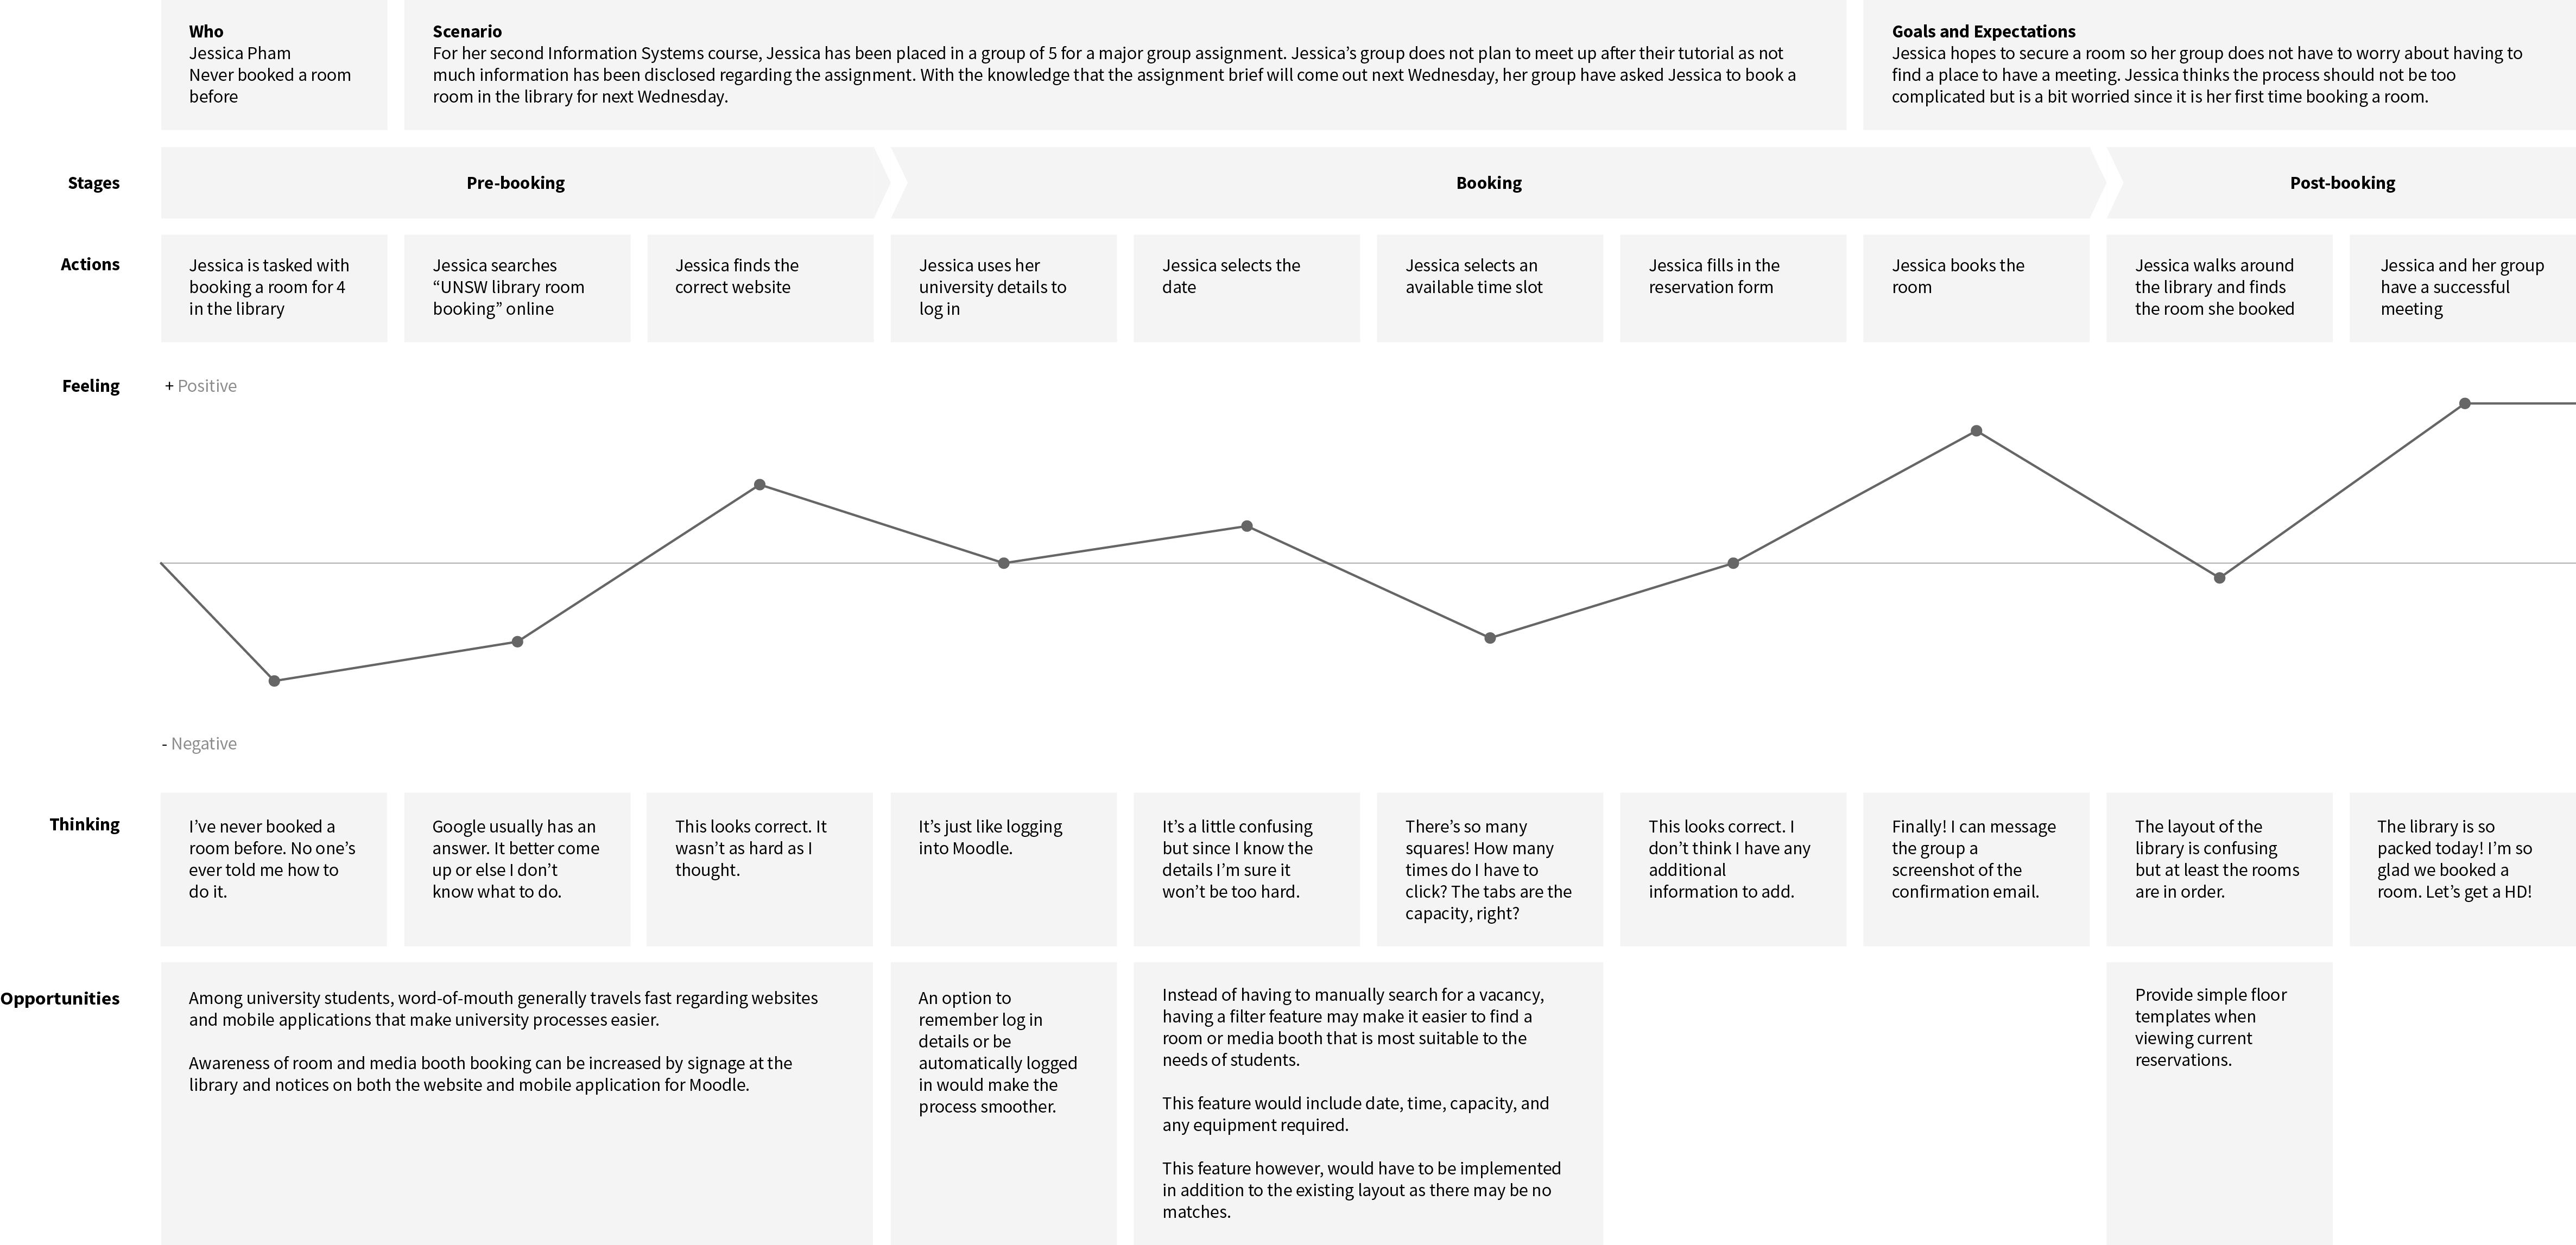 Who
Jessica Pham
Never booked a room
before
Scenario
For her second Information Systems course, Jessica has been placed in a group of 5 for a major group assignment. Jessica’s group does not plan to meet up after their tutorial as not
much information has been disclosed regarding the assignment. With the knowledge that the assignment brief will come out next Wednesday, her group have asked Jessica to book a
room in the library for next Wednesday.
Goals and Expectations
Jessica hopes to secure a room so her group does not have to worry about having to
find a place to have a meeting. Jessica thinks the process should not be too
complicated but is a bit worried since it is her first time booking a room.
Stages
Pre-booking
Booking
Post-booking
Actions
Jessica is tasked with
booking a room for 4
in the library
Jessica searches
“UNSW library room
booking” online
Jessica finds the
correct website
Jessica uses her
university details to
log in
Jessica selects the
date
Jessica selects an
available time slot
Jessica fills in the
reservation form
Jessica books the
room
Jessica walks around
the library and finds
the room she booked
Jessica and her group
have a successful
meeting
Feeling
+ Positive
- Negative
Thinking
I’ve never booked a
room before. No one’s
ever told me how to
do it.
Google usually has an
answer. It better come
up or else I don’t
know what to do.
This looks correct. It
wasn’t as hard as I
thought.
It’s just like logging
into Moodle.
It’s a little confusing
but since I know the
details I’m sure it
won’t be too hard.
There’s so many
squares! How many
times do I have to
click? The tabs are the
capacity, right?
This looks correct. I
don’t think I have any
additional
information to add.
Finally! I can message
the group a
screenshot of the
confirmation email.
The layout of the
library is confusing
but at least the rooms
are in order.
The library is so
packed today! I’m so
glad we booked a
room. Let’s get a HD!
Opportunities
Among university students, word-of-mouth generally travels fast regarding websites
and mobile applications that make university processes easier.
Awareness of room and media booth booking can be increased by signage at the
library and notices on both the website and mobile application for Moodle.
An option to
remember log in
details or be
automatically logged
in would make the
process smoother.
Instead of having to manually search for a vacancy,
having a filter feature may make it easier to find a
room or media booth that is most suitable to the
needs of students.
This feature would include date, time, capacity, and
any equipment required.
This feature however, would have to be implemented
in addition to the existing layout as there may be no
matches.
Provide simple floor
templates when
viewing current
reservations.